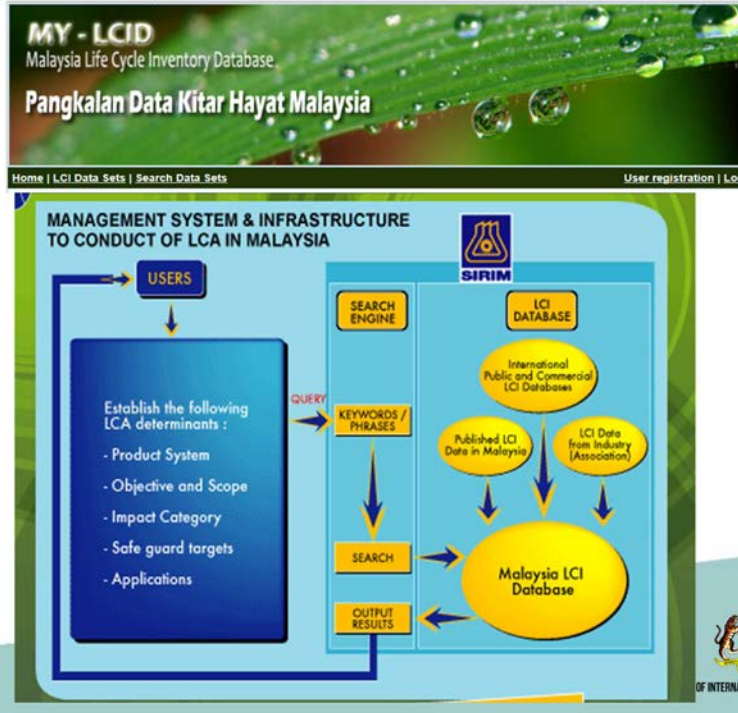 MY - LCID
Malaysia Life Cycle Inventory Database
Pangkalan Data Kitar Hayat Malaysia
Home | LCI Data Sets | Search Data Sets
User registration | Lo
MANAGEMENT SYSTEM & INFRASTRUCTURE
TO CONDUCT OF LCA IN MALAYSIA
SIRIM
USERS
Establish the following
LCA determinants :
- Product System
- Objective and Scope
- Impact Category
- Safe guard targets
- Applications
QUERY
SEARCH
ENGINE
KEYWORDS /
PHRASES
SEARCH
OUTPUT
RESULTS
LCI
DATABASE
International
Public and Commercial
LCI Databases
Published LCI
Data in Malaysia
LCI Data
from Industry
(Association)
Malaysia LCI
Database
OF INTERNA